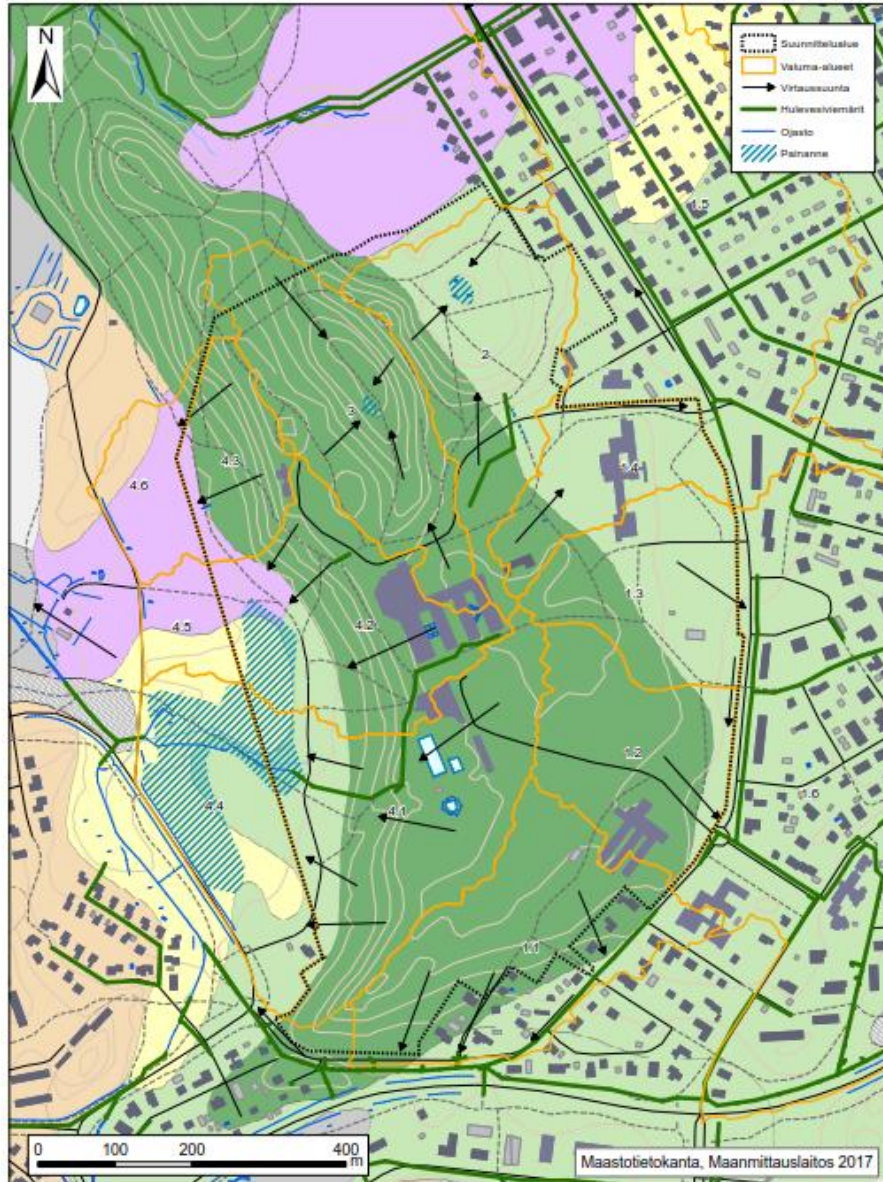 N
Suunnittelualue
Valuma-alueet
Virtaussuunta
Hulevesiviemärit
Ojasto
Painanne
1.5
2
3
4.3
4.6
1.4
1.3
4.2
4.5
1.2
4.4
4.1
1.6
1.1
0 100 200 400
m
Maastotietokanta, Maanmittauslaitos 2017